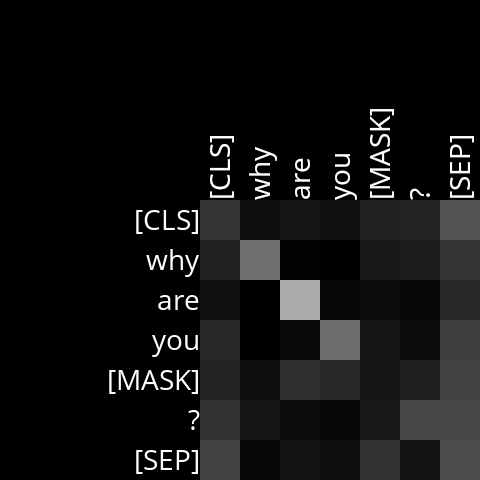 [CLS] why are you [MASK] ? [SEP]
[CLS]
why
are
you
[MASK]
?
[SEP]